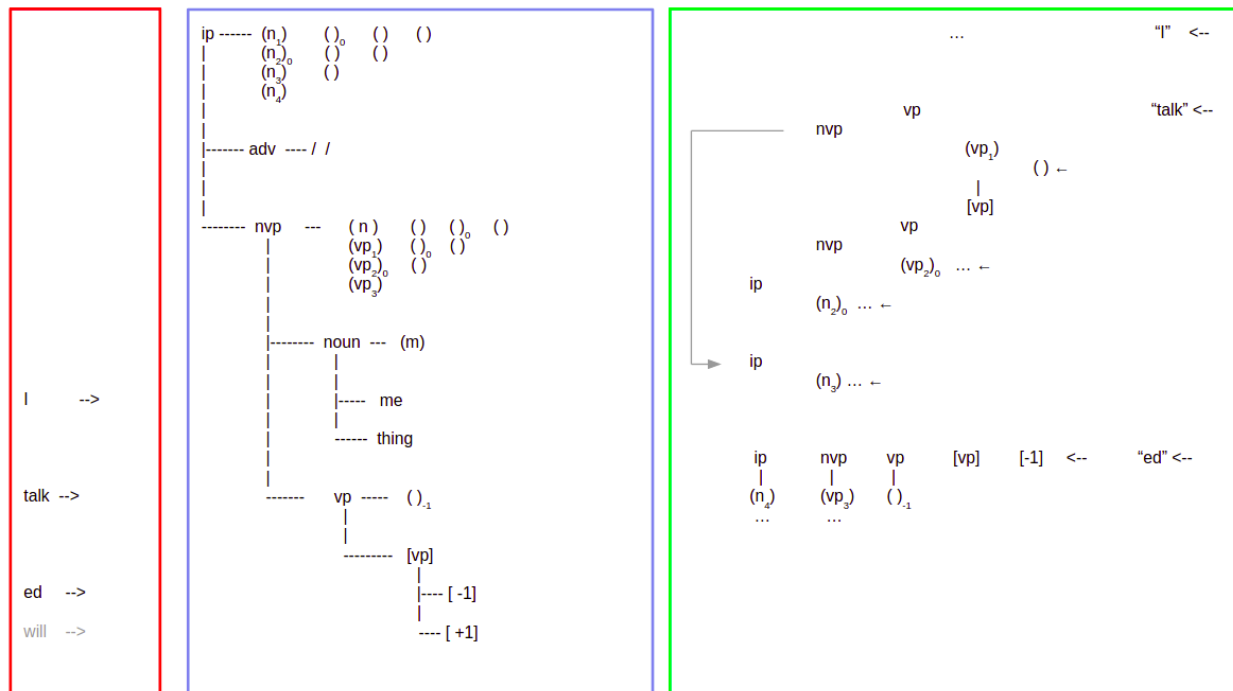 I -->
talk -->
ed -->
will -->
ip ------ (n₁) ( )₀ ( ) ( )
| (n₂)₀ ( ) ( )
| (n₃) ( )
| (n₄)
|
|
|------- adv ---- / /
|
|
|
-------- nvp --- ( n ) ( ) ( )₀ ( )
| (vp₁) ( )₀ ( )
| (vp₂)₀ ( )
| (vp₃)
|
|
|-------- noun --- (m)
| |
| |
| |----- me
| |
| ------ thing
|
|
------- vp ----- ( )₋₁
|
|
--------- [vp]
|
|---- [ -1]
|
---- [ +1]
… “I” <--
vp “talk” <--
nvp
(vp₁)
( ) ←
|
[vp]
vp
nvp
(vp₂)₀ … ←
ip
(n₂)₀ … ←
ip
(n₃) … ←
ip nvp vp [vp] [-1] <-- “ed” <--
| | |
(n₄) (vp₃) ( )₋₁
… …